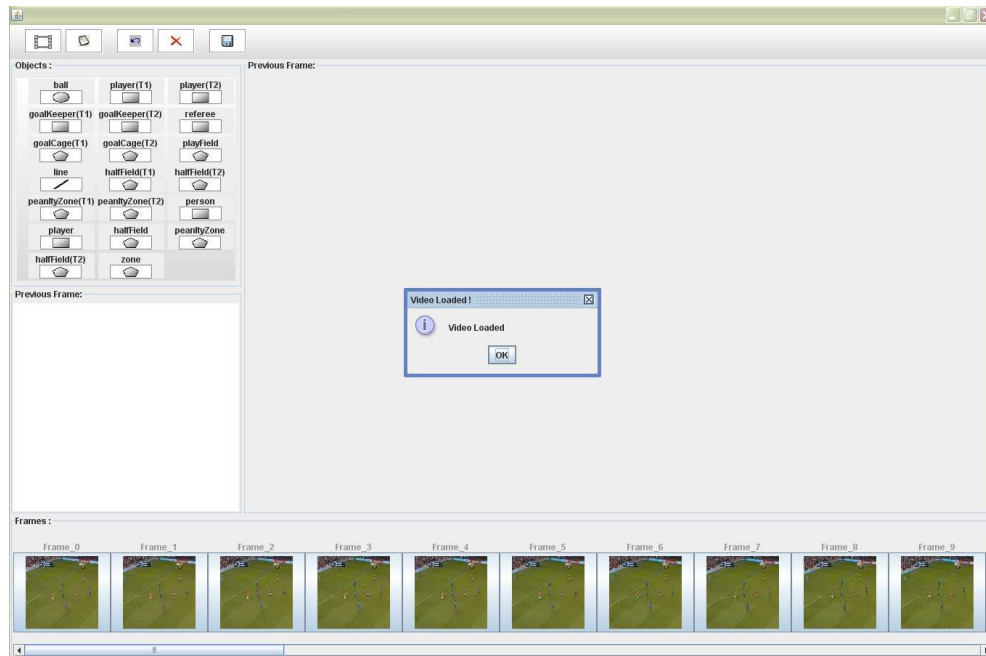 Objects :
ball player(T1) player(T2)
goalKeeper(T1) goalKeeper(T2) referee
goalCage(T1) goalCage(T2) playField
line halfField(T1) halfField(T2)
peanltyZone(T1) peanltyZone(T2) person
player halfField peanltyZone
halfField(T2) zone
Previous Frame:
Previous Frame:
Video Loaded !
Video Loaded
OK
Frames :
Frame_0 Frame_1 Frame_2 Frame_3 Frame_4 Frame_5 Frame_6 Frame_7 Frame_8 Frame_9